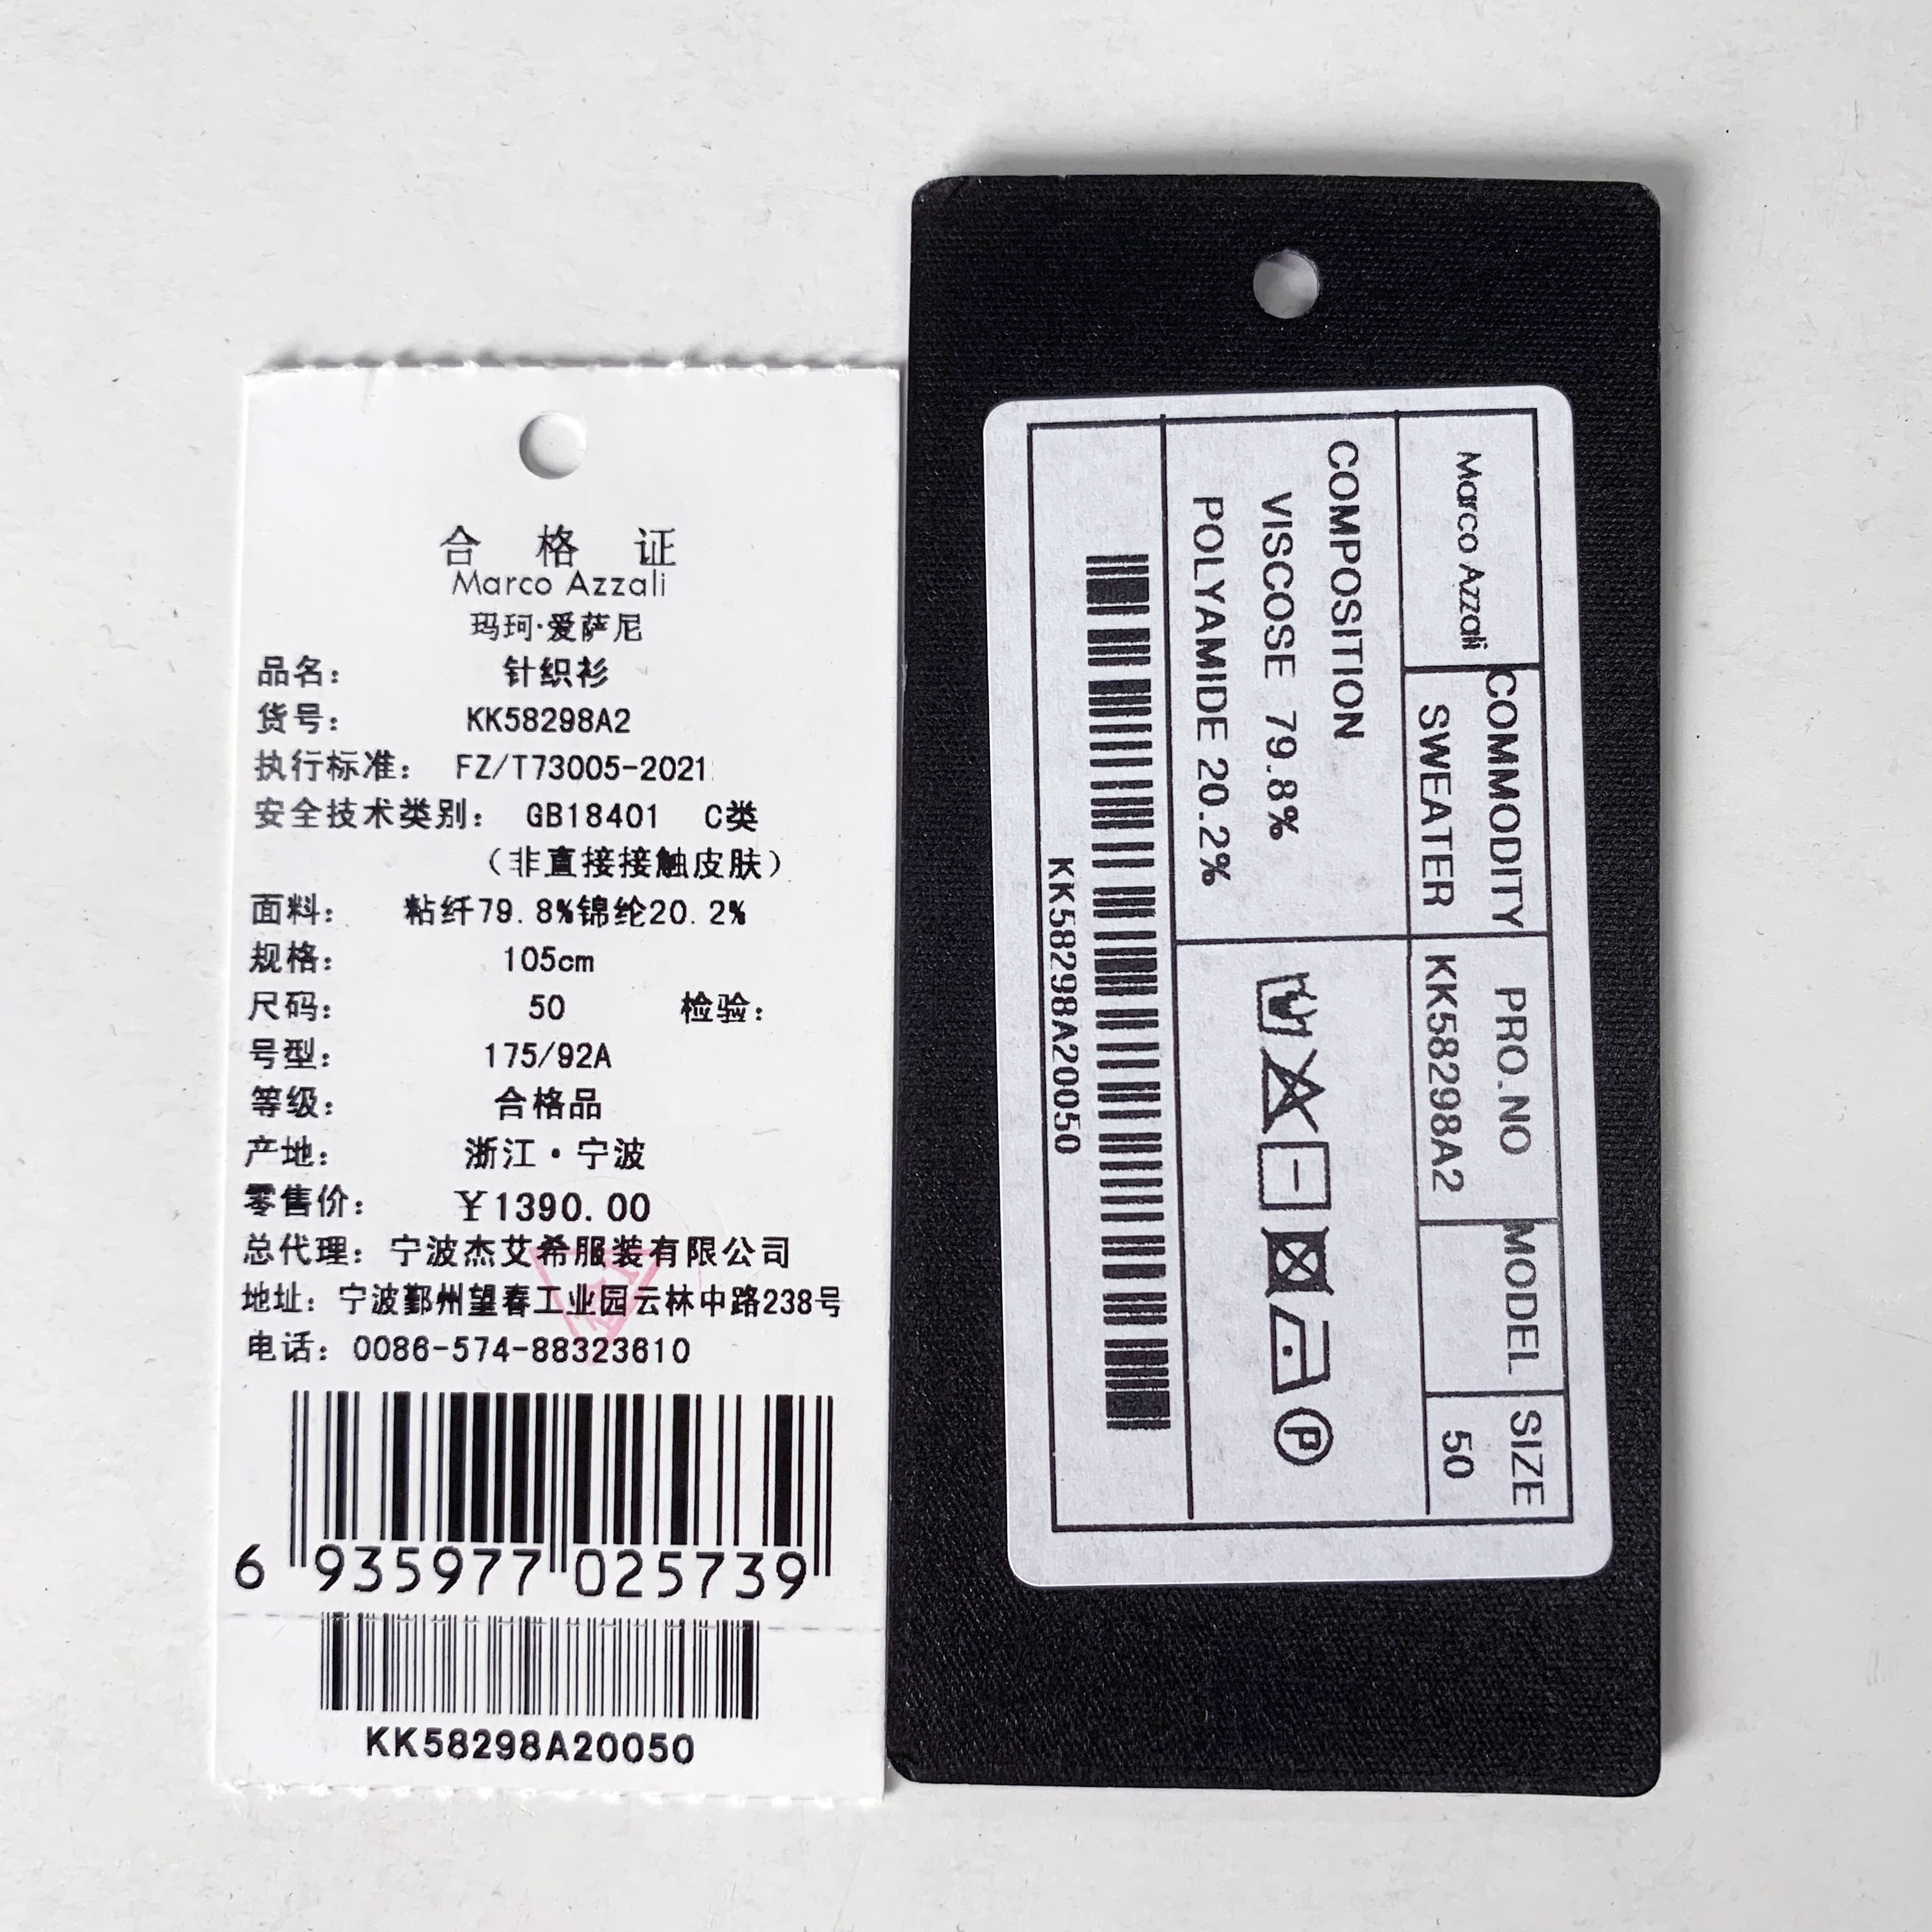 合 格 证
Marco Azzali
玛珂·爱萨尼
品名： 针织衫
货号： KK58298A2
执行标准： FZ/T73005-2021
安全技术类别： GB18401 C类
（非直接接触皮肤）
面料： 粘纤79.8%锦纶20.2%
规格： 105cm
尺码： 50 检验：
号型： 175/92A
等级： 合格品
产地： 浙江·宁波
零售价： ¥1390.00
总代理：宁波杰艾希服装有限公司
地址：宁波鄞州望春工业园云林中路238号
电话：0086-574-88323610
6 935977 025739
KK58298A20050
Marco Azzali
COMMODITY
SWEATER
PRO.NO
KK58298A2
MODEL
SIZE
50
COMPOSITION
VISCOSE 79.8%
POLYAMIDE 20.2%
P
KK58298A20050